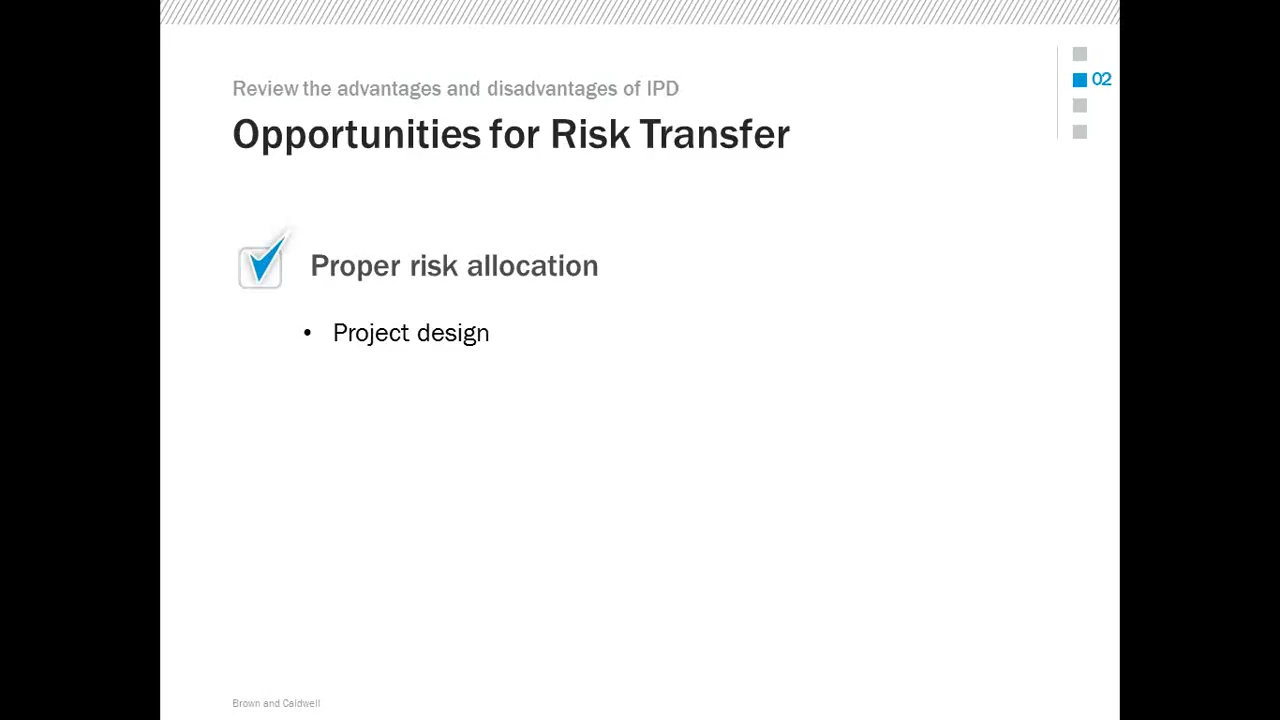 Review the advantages and disadvantages of IPD
02
Opportunities for Risk Transfer
Proper risk allocation
• Project design
Brown and Caldwell